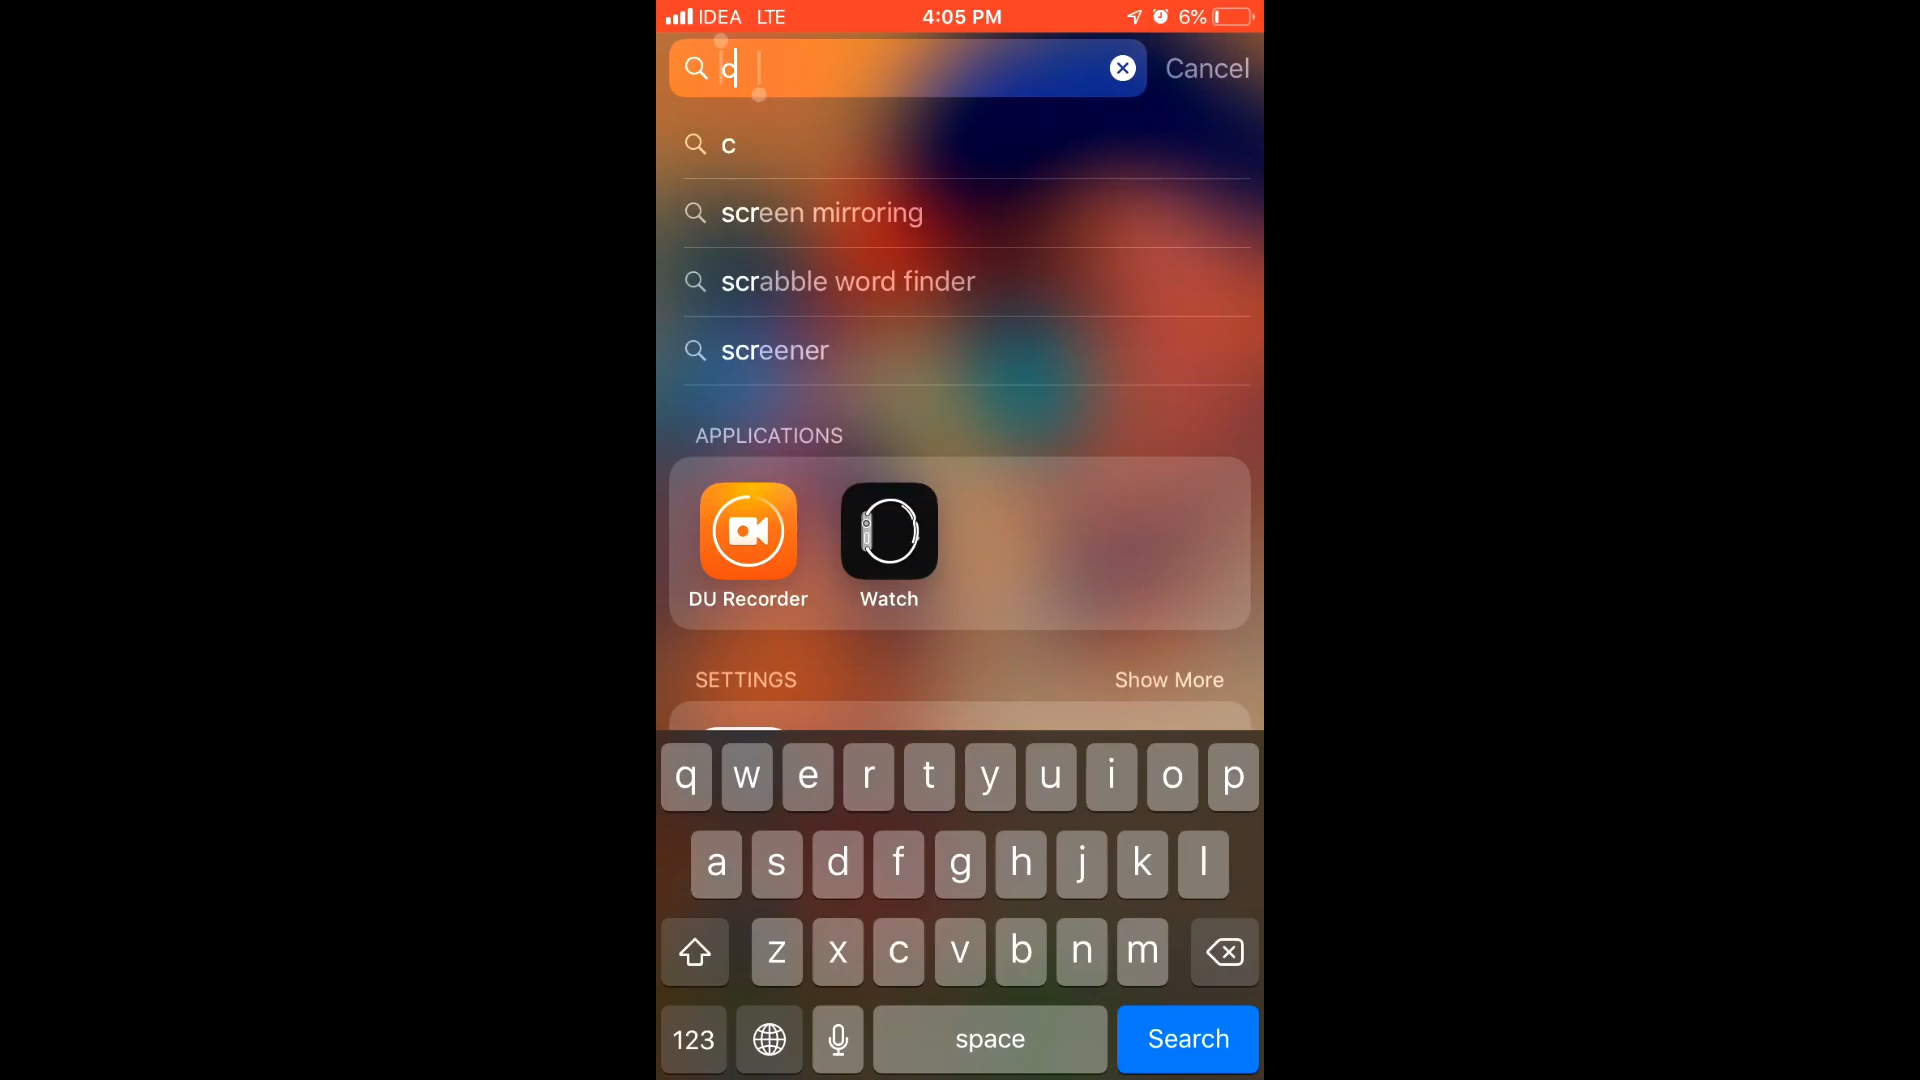 IDEA LTE 4:05 PM 6%
c Cancel
c
screen mirroring
scrabble word finder
screener
APPLICATIONS
DU Recorder Watch
SETTINGS Show More
q w e r t y u i o p
a s d f g h j k l
z x c v b n m
123 space Search